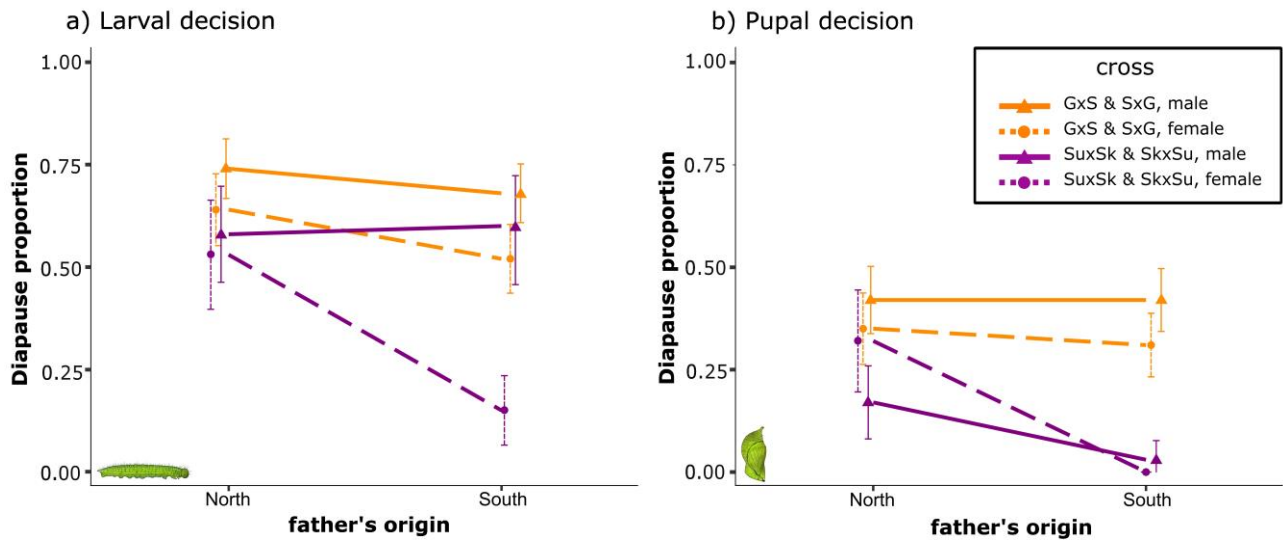 a) Larval decision
1.00
0.75
0.50
0.25
0.00
Diapause proportion
North
South
father's origin
b) Pupal decision
1.00
0.75
0.50
0.25
0.00
Diapause proportion
North
South
father's origin
cross
GxS & SxG, male
GxS & SxG, female
SuxSk & SkxSu, male
SuxSk & SkxSu, female